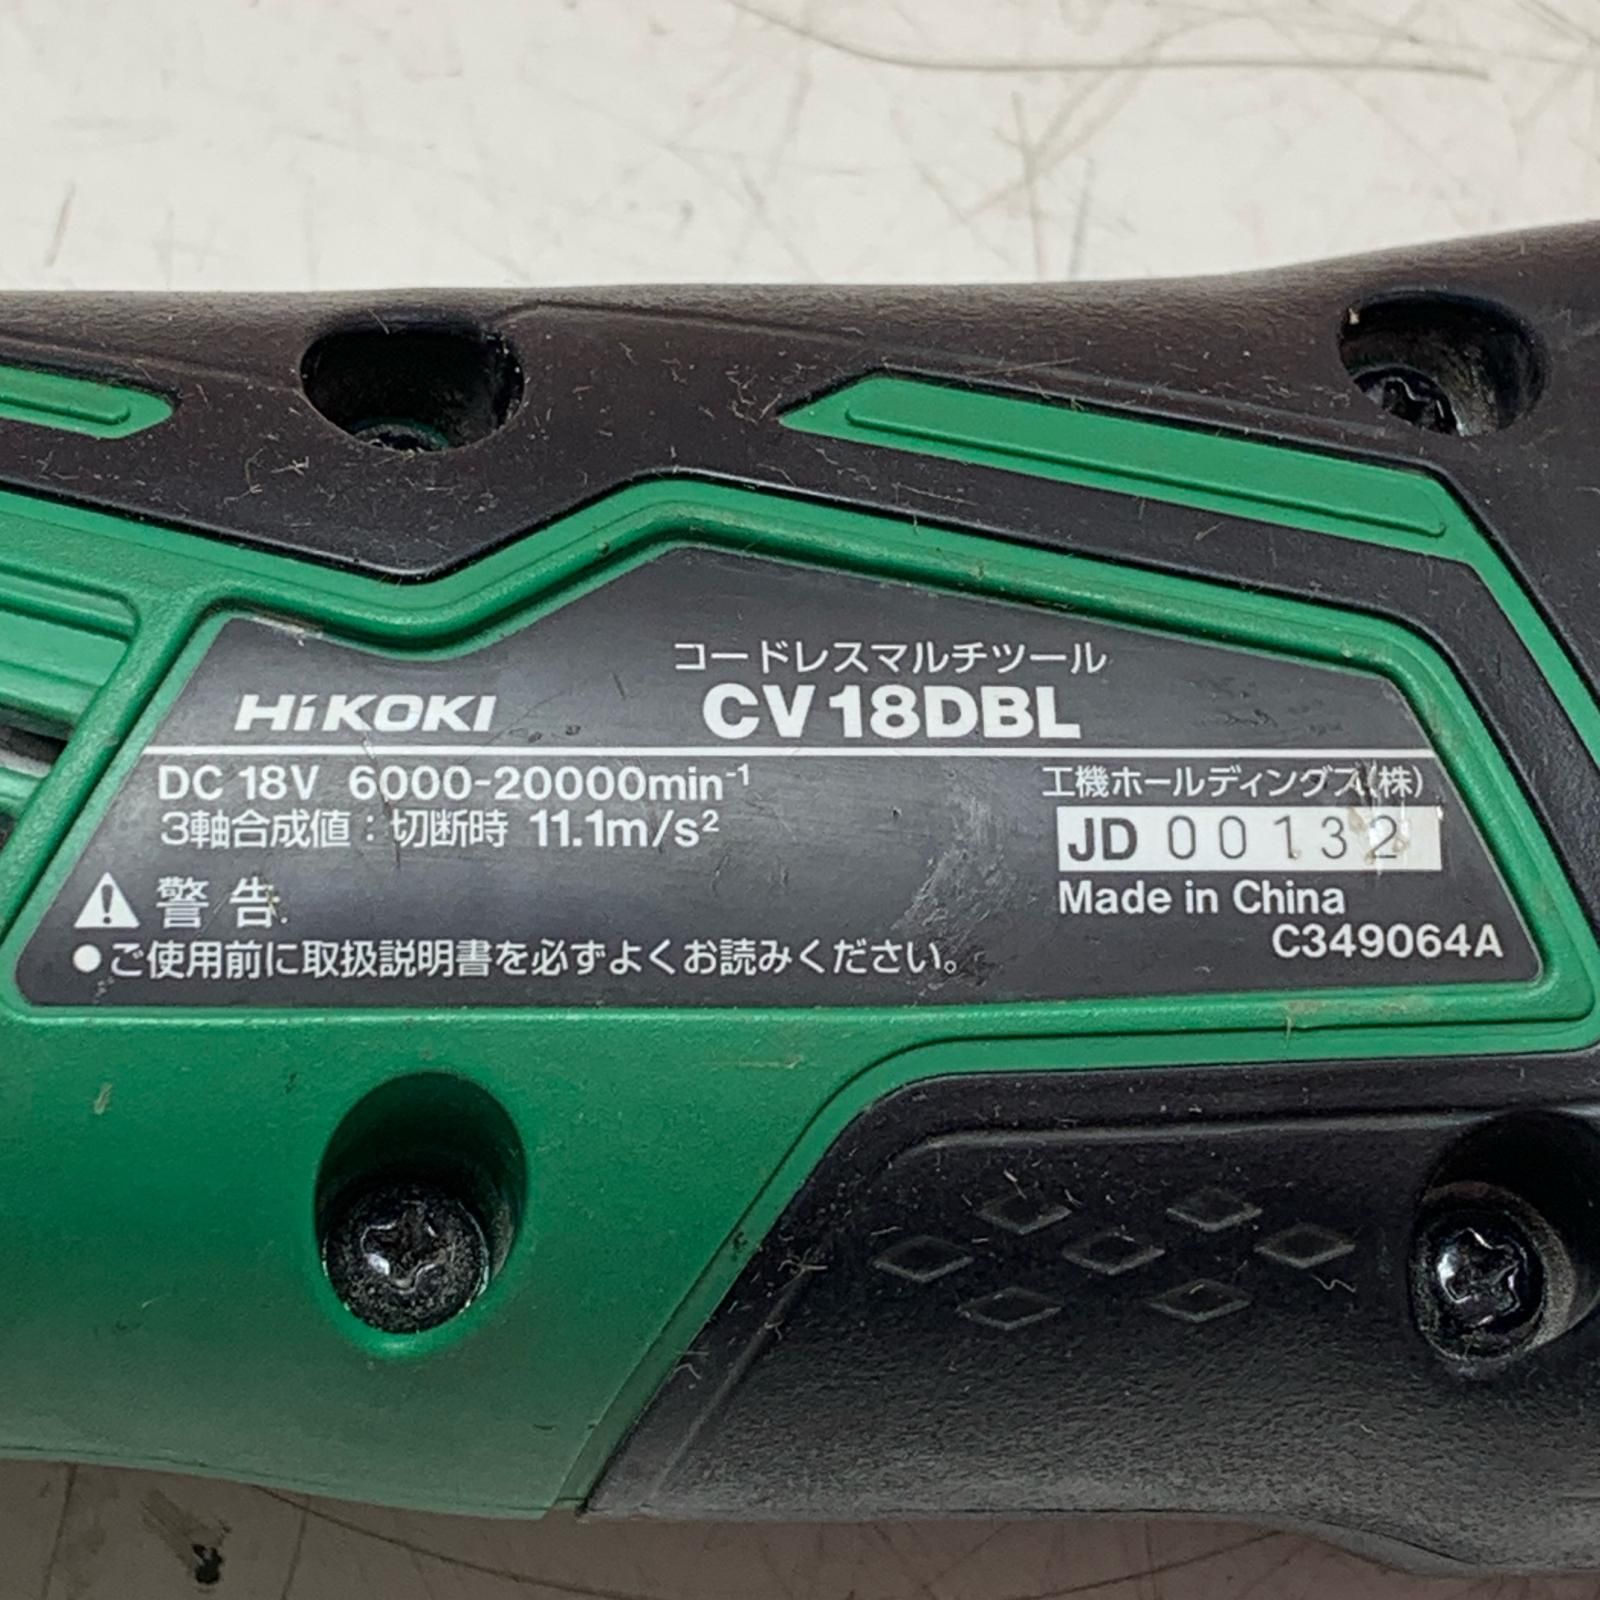 コードレスマルチツール
HiKOKI CV18DBL
DC 18V 6000-20000min⁻¹
3軸合成値：切断時 11.1m/s²
工機ホールディングス(株)
JD 00132
Made in China
C349064A
警告
●ご使用前に取扱説明書を必ずよくお読みください。